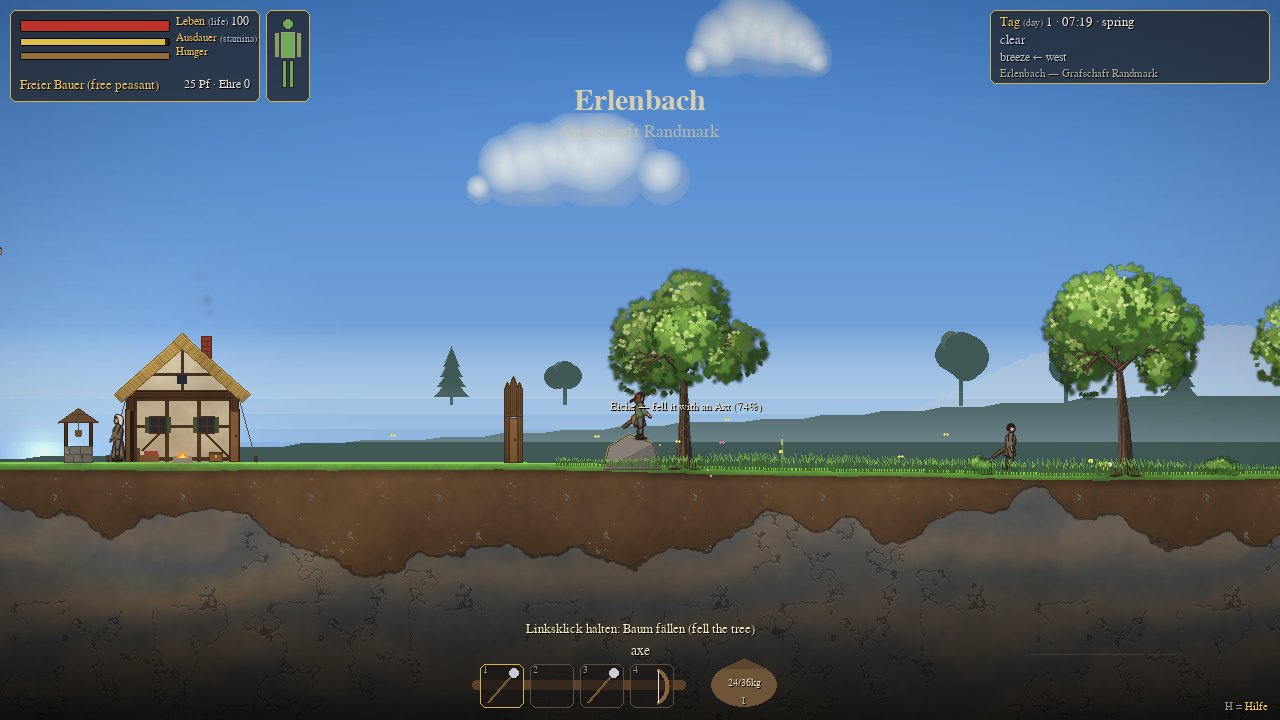 Leben (life) 100
Ausdauer (stamina)
Hunger
Freier Bauer (free peasant) 25 Pf · Ehre 0
Tag (day) 1 · 07:19 · spring
clear
breeze ← west
Erlenbach — Grafschaft Randmark
Erlenbach
Grafschaft Randmark
Eiche — fell it with an Axt (74%)
Linksklick halten: Baum fällen (fell the tree)
axe
1 2 3 4
24/36kg
I
H = Hilfe